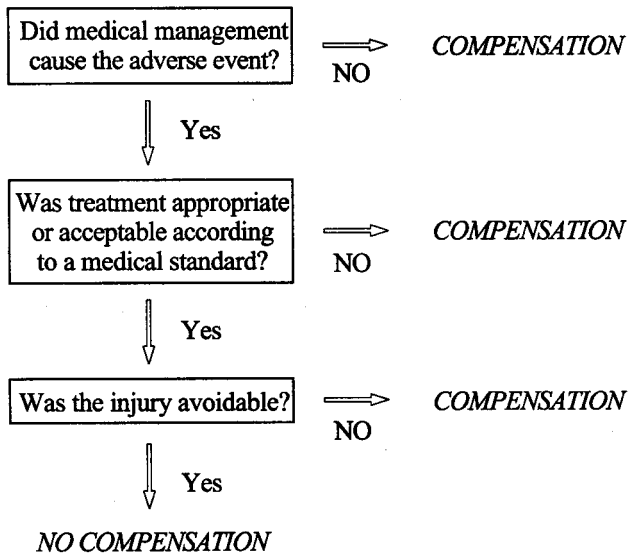 Did medical management
cause the adverse event?
NO
COMPENSATION
Yes
Was treatment appropriate
or acceptable according
to a medical standard?
NO
COMPENSATION
Yes
Was the injury avoidable?
NO
COMPENSATION
Yes
NO COMPENSATION